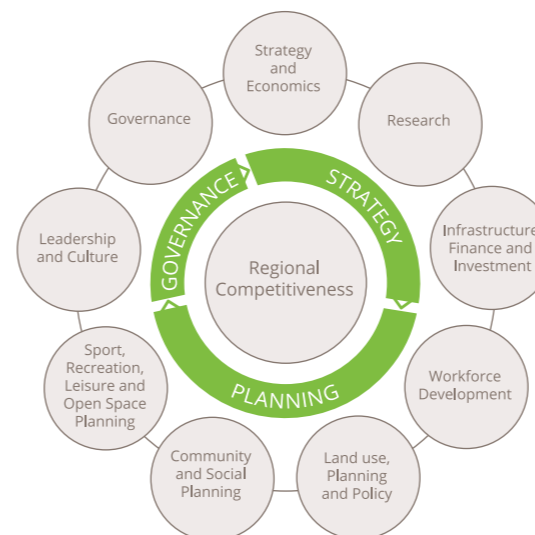 Strategy
and
Economics
Research
Infrastructure
Finance and
Investment
Workforce
Development
Land use,
Planning
and Policy
Community
and Social
Planning
Sport,
Recreation,
Leisure and
Open Space
Planning
Leadership
and Culture
Governance
STRATEGY
PLANNING
GOVERNANCE
Regional
Competitiveness